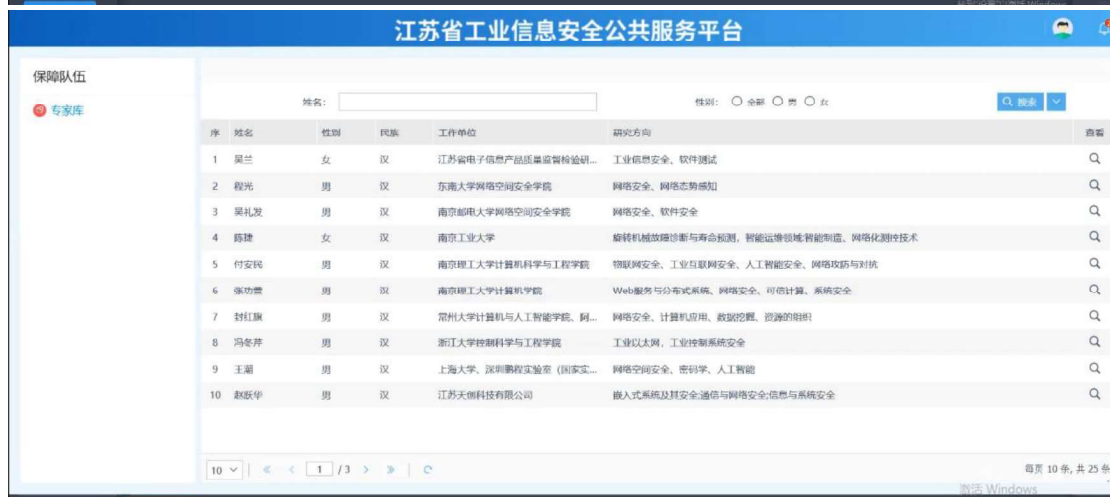 江苏省工业信息安全公共服务平台
保障队伍
专家库
姓名:
性别: 全部 男 女
搜索
序 姓名 性别 民族 工作单位 研究方向 查看
1 吴兰 女 汉 江苏省电子信息产品质量监督检验研... 工业信息安全、软件测试
2 程光 男 汉 东南大学网络空间安全学院 网络安全、网络态势感知
3 吴礼发 男 汉 南京邮电大学网络空间安全学院 网络安全、软件安全
4 陈捷 女 汉 南京工业大学 旋转机械故障诊断与寿命预测，智能运维领域:智能制造、网络化测控技术
5 付安民 男 汉 南京理工大学计算机科学与工程学院 物联网安全、工业互联网安全、人工智能安全、网络攻防与对抗
6 张功萱 男 汉 南京理工大学计算机学院 Web服务与分布式系统、网络安全、可信计算、系统安全
7 封红旗 男 汉 常州大学计算机与人工智能学院、阿... 网络安全、计算机应用、数据挖掘、资源的组织
8 冯冬芹 男 汉 浙江大学控制科学与工程学院 工业以太网，工业控制系统安全
9 王潮 男 汉 上海大学、深圳鹏程实验室（国家实... 网络空间安全、密码学、人工智能
10 赵跃华 男 汉 江苏天创科技有限公司 嵌入式系统及其安全;通信与网络安全;信息与系统安全
10 1 / 3 每页 10 条, 共 25 条
激活 Windows